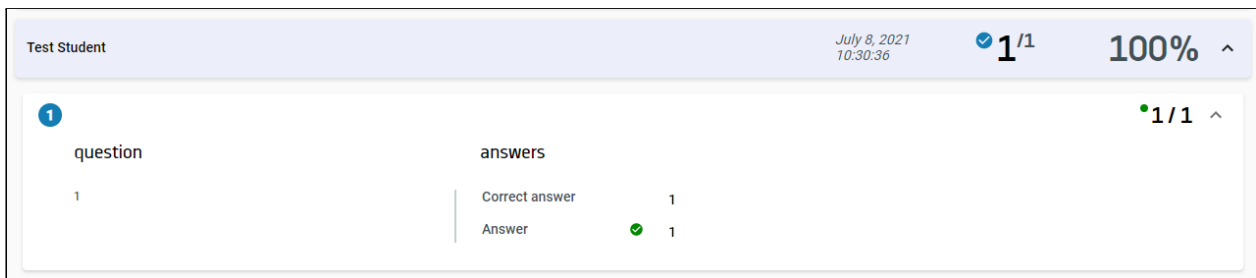 Test Student
July 8, 2021
10:30:36
1/1
100%
1
1 / 1
question
answers
1
Correct answer 1
Answer 1